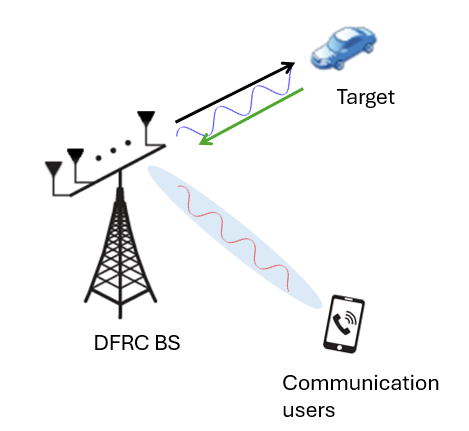 Target
DFRC BS
Communication
users